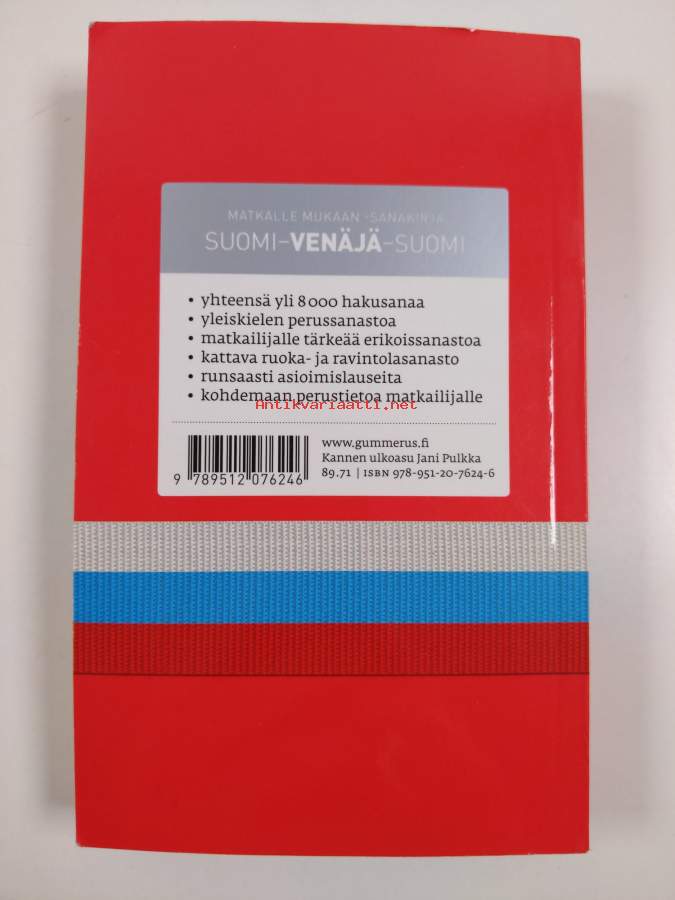 MATKALLE MUKAAN -SANAKIRJA
SUOMI–VENÄJÄ–SUOMI
• yhteensä yli 8 000 hakusanaa
• yleiskielen perussanastoa
• matkailijalle tärkeää erikoissanastoa
• kattava ruoka- ja ravintolasanasto
• runsaasti asioimislauseita
• kohdemaan perustietoa matkailijalle
Antikvariaatti.net
www.gummerus.fi
Kannen ulkoasu Jani Pulkka
89.71 | ISBN 978-951-20-7624-6
9 789512 076246